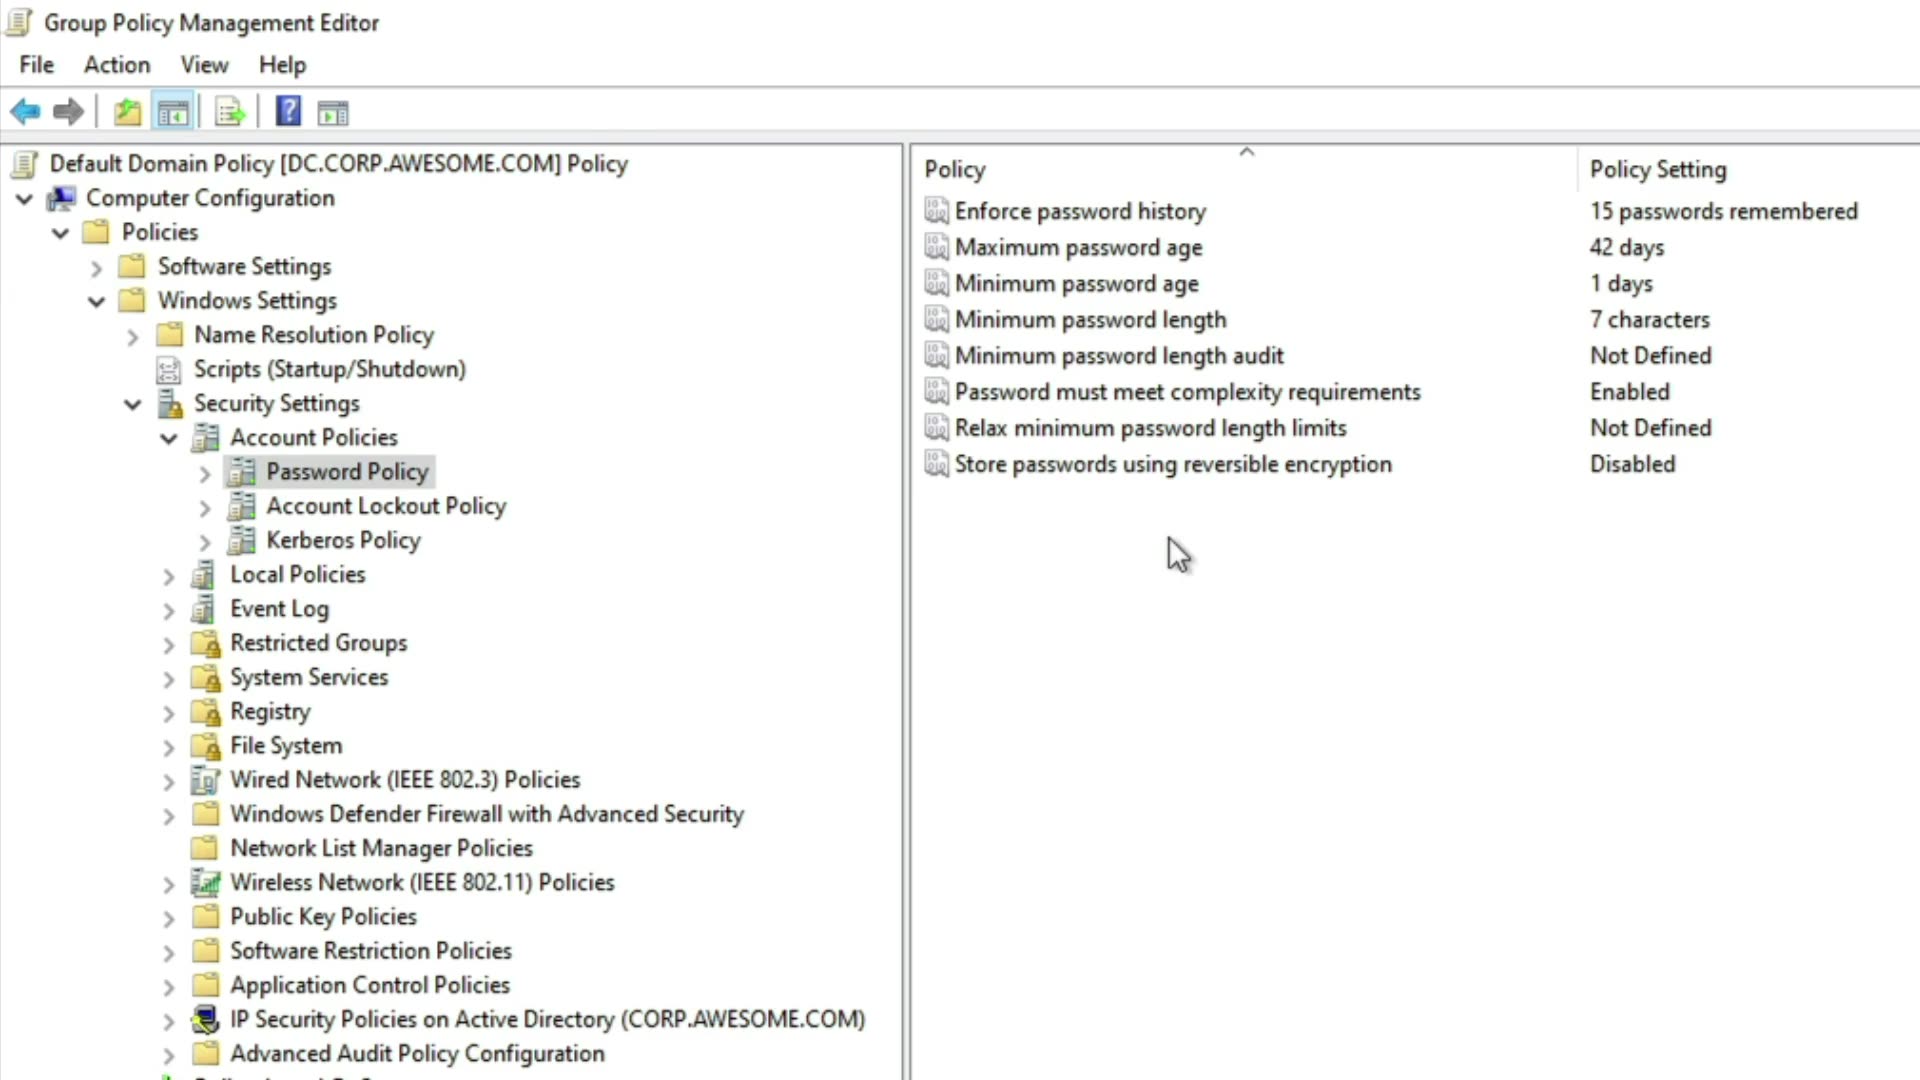 Group Policy Management Editor
File Action View Help
Default Domain Policy [DC.CORP.AWESOME.COM] Policy
Computer Configuration
Policies
Software Settings
Windows Settings
Name Resolution Policy
Scripts (Startup/Shutdown)
Security Settings
Account Policies
Password Policy
Account Lockout Policy
Kerberos Policy
Local Policies
Event Log
Restricted Groups
System Services
Registry
File System
Wired Network (IEEE 802.3) Policies
Windows Defender Firewall with Advanced Security
Network List Manager Policies
Wireless Network (IEEE 802.11) Policies
Public Key Policies
Software Restriction Policies
Application Control Policies
IP Security Policies on Active Directory (CORP.AWESOME.COM)
Advanced Audit Policy Configuration
Policy Policy Setting
Enforce password history 15 passwords remembered
Maximum password age 42 days
Minimum password age 1 days
Minimum password length 7 characters
Minimum password length audit Not Defined
Password must meet complexity requirements Enabled
Relax minimum password length limits Not Defined
Store passwords using reversible encryption Disabled